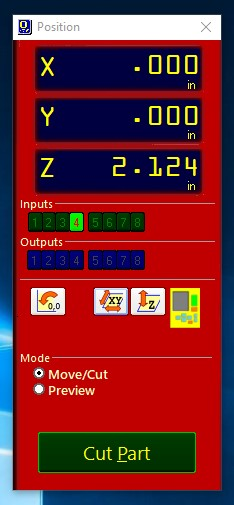 Position
X .000
in
Y .000
in
Z 2.124
in
Inputs
1 2 3 4 5 6 7 8
Outputs
1 2 3 4 5 6 7 8
0,0 XY Z
Mode
Move/Cut
Preview
Cut Part